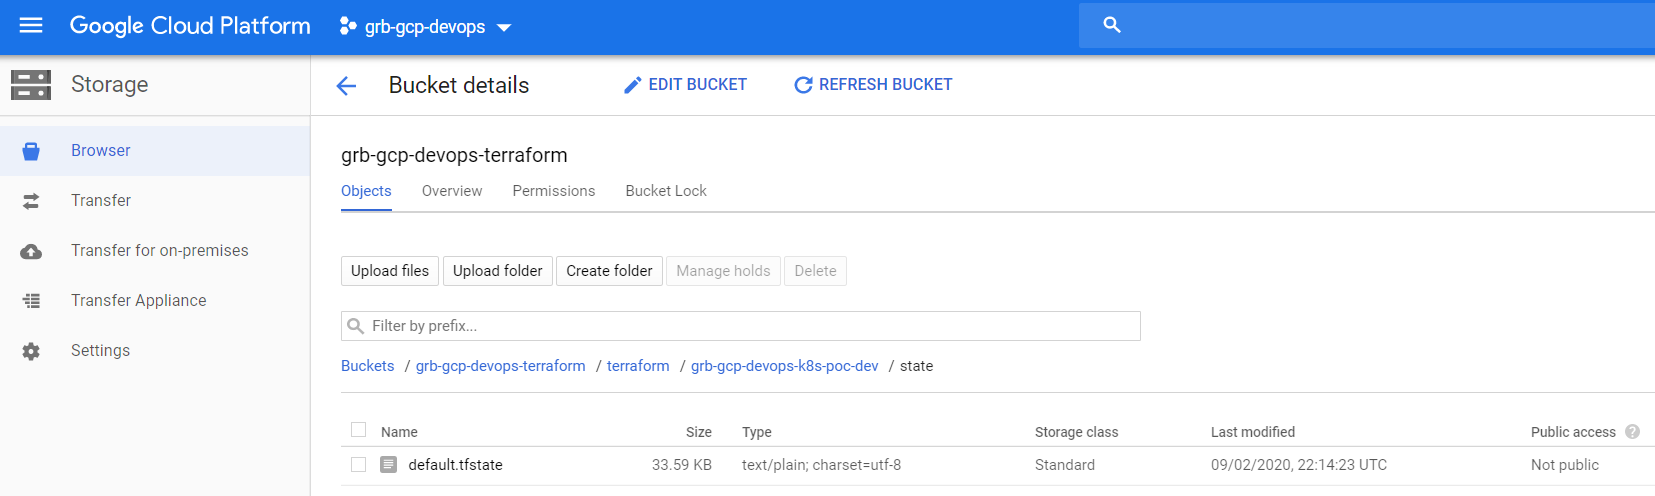 Google Cloud Platform grb-gcp-devops
Storage Bucket details EDIT BUCKET REFRESH BUCKET
Browser
Transfer
Transfer for on-premises
Transfer Appliance
Settings
grb-gcp-devops-terraform
Objects Overview Permissions Bucket Lock
Upload files Upload folder Create folder Manage holds Delete
Filter by prefix...
Buckets / grb-gcp-devops-terraform / terraform / grb-gcp-devops-k8s-poc-dev / state
Name Size Type Storage class Last modified Public access ?
default.tfstate 33.59 KB text/plain; charset=utf-8 Standard 09/02/2020, 22:14:23 UTC Not public